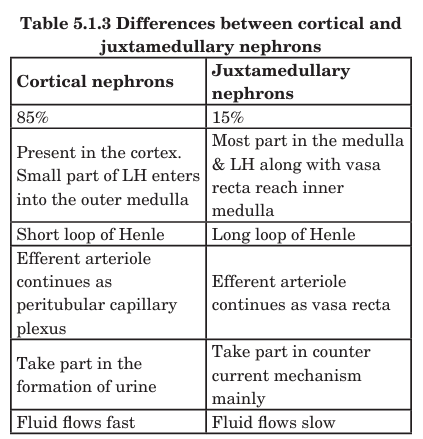 Table 5.1.3 Differences between cortical and
juxtamedullary nephrons
Cortical nephrons
Juxtamedullary
nephrons
85%
15%
Present in the cortex.
Small part of LH enters
into the outer medulla
Most part in the medulla
& LH along with vasa
recta reach inner
medulla
Short loop of Henle
Long loop of Henle
Efferent arteriole
continues as
peritubular capillary
plexus
Efferent arteriole
continues as vasa recta
Take part in the
formation of urine
Take part in counter
current mechanism
mainly
Fluid flows fast
Fluid flows slow